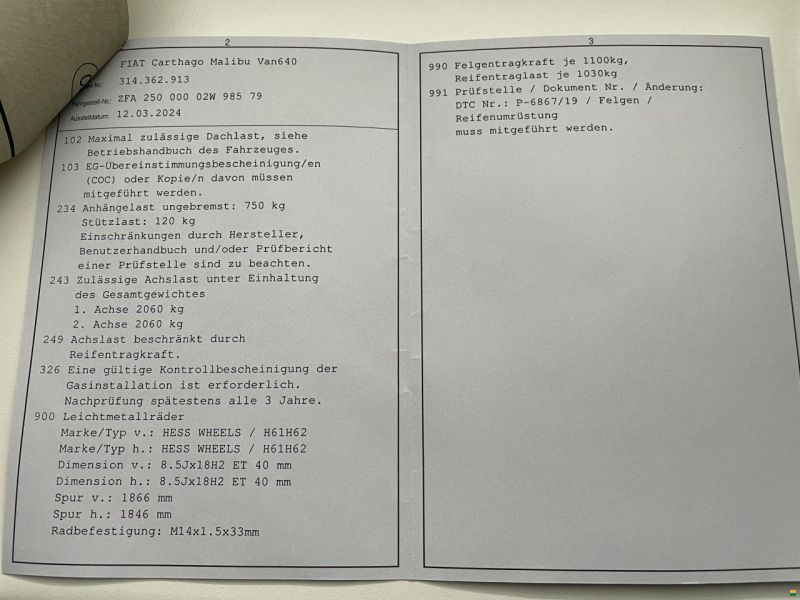 2
FIAT Carthago Malibu Van640
314.362.913
Fahrgestell-Nr.: ZFA 250 000 02W 985 79
Ausstelldatum: 12.03.2024
102 Maximal zulässige Dachlast, siehe
Betriebshandbuch des Fahrzeuges.
103 EG-Übereinstimmungsbescheinigung/en
(COC) oder Kopie/n davon müssen
mitgeführt werden.
234 Anhängelast ungebremst: 750 kg
Stützlast: 120 kg
Einschränkungen durch Hersteller,
Benutzerhandbuch und/oder Prüfbericht
einer Prüfstelle sind zu beachten.
243 Zulässige Achslast unter Einhaltung
des Gesamtgewichtes
1. Achse 2060 kg
2. Achse 2060 kg
249 Achslast beschränkt durch
Reifentragkraft.
326 Eine gültige Kontrollbescheinigung der
Gasinstallation ist erforderlich.
Nachprüfung spätestens alle 3 Jahre.
900 Leichtmetallräder
Marke/Typ v.: HESS WHEELS / H61H62
Marke/Typ h.: HESS WHEELS / H61H62
Dimension v.: 8.5Jx18H2 ET 40 mm
Dimension h.: 8.5Jx18H2 ET 40 mm
Spur v.: 1866 mm
Spur h.: 1846 mm
Radbefestigung: M14x1.5x33mm
3
990 Felgentragkraft je 1100kg,
Reifentraglast je 1030kg
991 Prüfstelle / Dokument Nr. / Änderung:
DTC Nr.: P-6867/19 / Felgen /
Reifenumrüstung
muss mitgeführt werden.